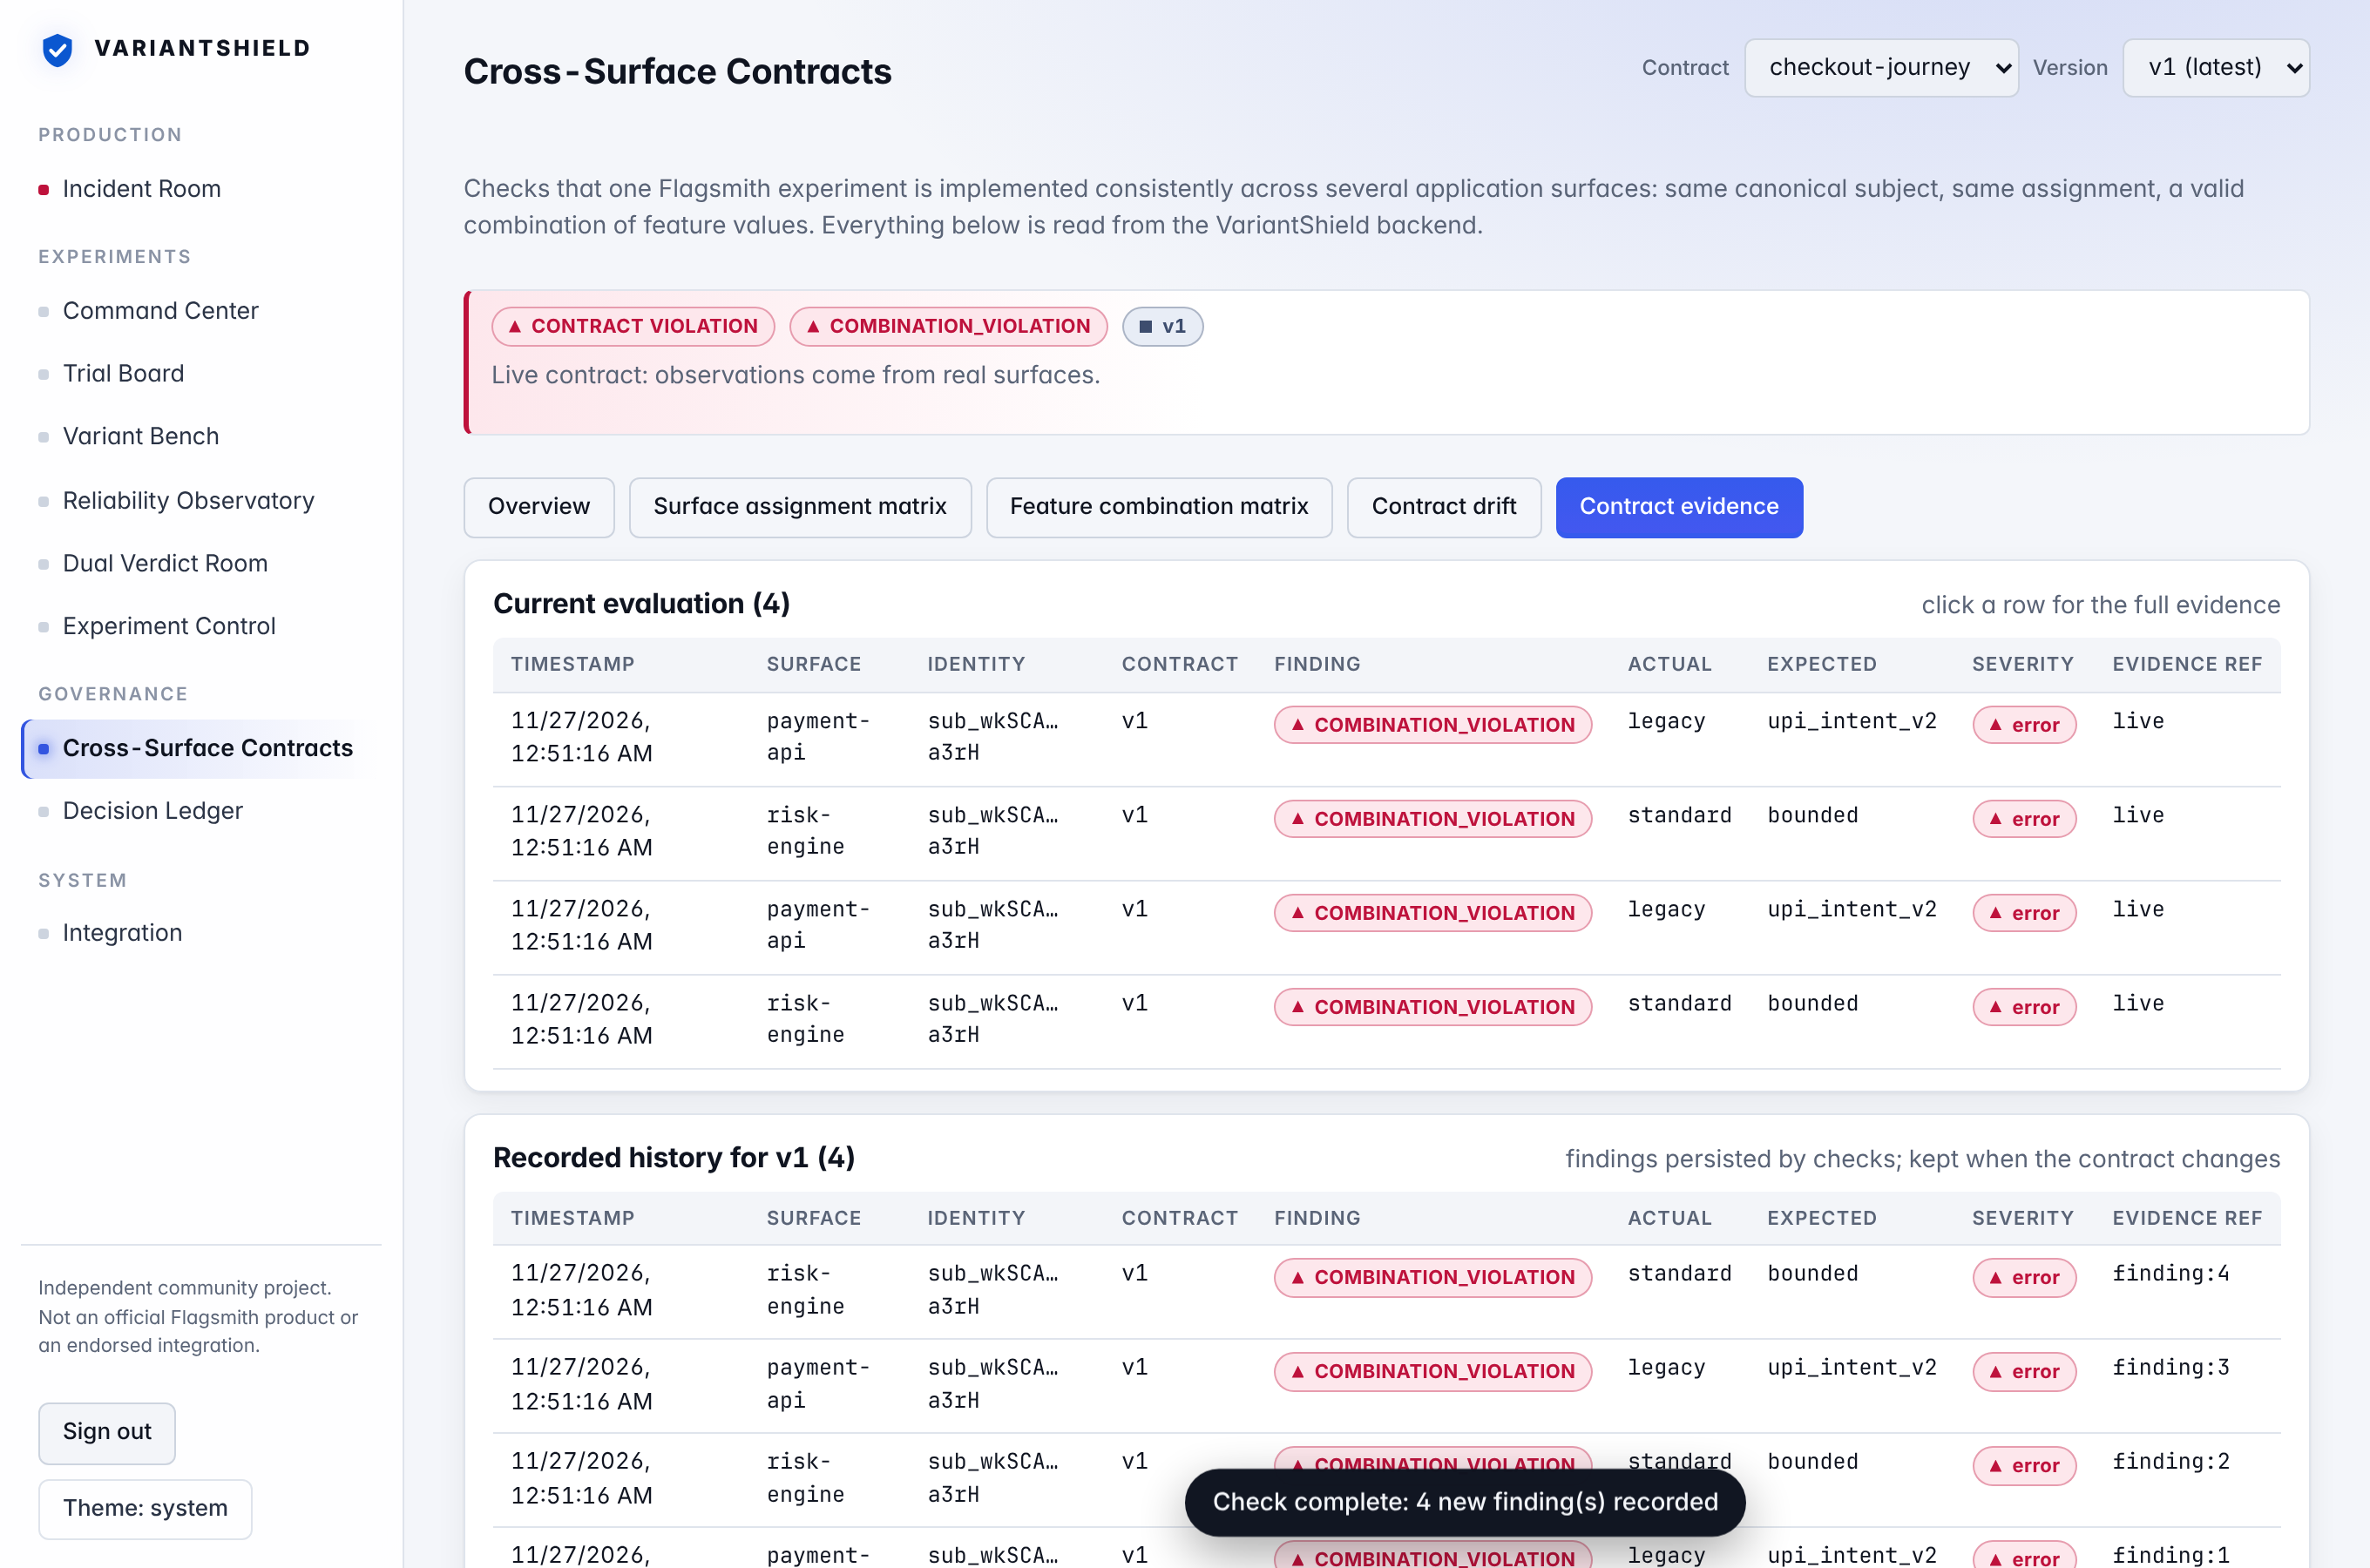 VARIANTSHIELD
PRODUCTION
Incident Room
EXPERIMENTS
Command Center
Trial Board
Variant Bench
Reliability Observatory
Dual Verdict Room
Experiment Control
GOVERNANCE
Cross-Surface Contracts
Decision Ledger
SYSTEM
Integration
Independent community project.
Not an official Flagsmith product or
an endorsed integration.
Sign out
Theme: system
Cross-Surface Contracts
Contract checkout-journey Version v1 (latest)
Checks that one Flagsmith experiment is implemented consistently across several application surfaces: same canonical subject, same assignment, a valid
combination of feature values. Everything below is read from the VariantShield backend.
CONTRACT VIOLATION COMBINATION_VIOLATION v1
Live contract: observations come from real surfaces.
Overview Surface assignment matrix Feature combination matrix Contract drift Contract evidence
Current evaluation (4) click a row for the full evidence
TIMESTAMP SURFACE IDENTITY CONTRACT FINDING ACTUAL EXPECTED SEVERITY EVIDENCE REF
11/27/2026, payment- sub_wkSCA… v1 COMBINATION_VIOLATION legacy upi_intent_v2 error live
12:51:16 AM api a3rH
11/27/2026, risk- sub_wkSCA… v1 COMBINATION_VIOLATION standard bounded error live
12:51:16 AM engine a3rH
11/27/2026, payment- sub_wkSCA… v1 COMBINATION_VIOLATION legacy upi_intent_v2 error live
12:51:16 AM api a3rH
11/27/2026, risk- sub_wkSCA… v1 COMBINATION_VIOLATION standard bounded error live
12:51:16 AM engine a3rH
Recorded history for v1 (4) findings persisted by checks; kept when the contract changes
TIMESTAMP SURFACE IDENTITY CONTRACT FINDING ACTUAL EXPECTED SEVERITY EVIDENCE REF
11/27/2026, risk- sub_wkSCA… v1 COMBINATION_VIOLATION standard bounded error finding:4
12:51:16 AM engine a3rH
11/27/2026, payment- sub_wkSCA… v1 COMBINATION_VIOLATION legacy upi_intent_v2 error finding:3
12:51:16 AM api a3rH
11/27/2026, risk- sub_wkSCA… v1 COMBINATION_VIOLATION standard bounded error finding:2
12:51:16 AM engine a3rH
Check complete: 4 new finding(s) recorded
11/27/2026, payment- sub_wkSCA… v1 COMBINATION_VIOLATION legacy upi_intent_v2 error finding:1